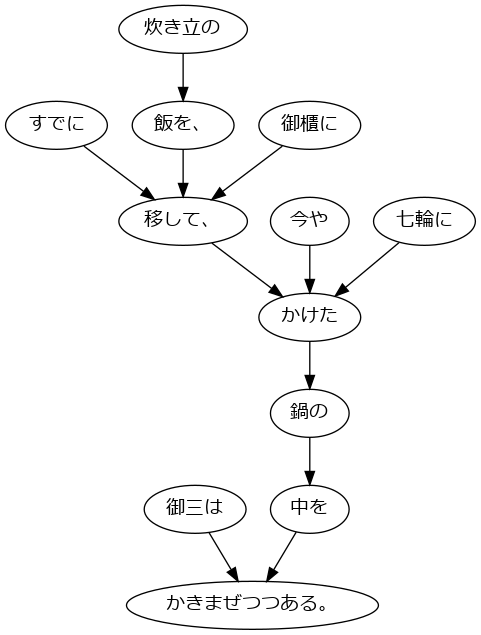 炊き立の
すでに
飯を、
御櫃に
移して、
今や
七輪に
かけた
鍋の
御三は
中を
かきまぜつつある。